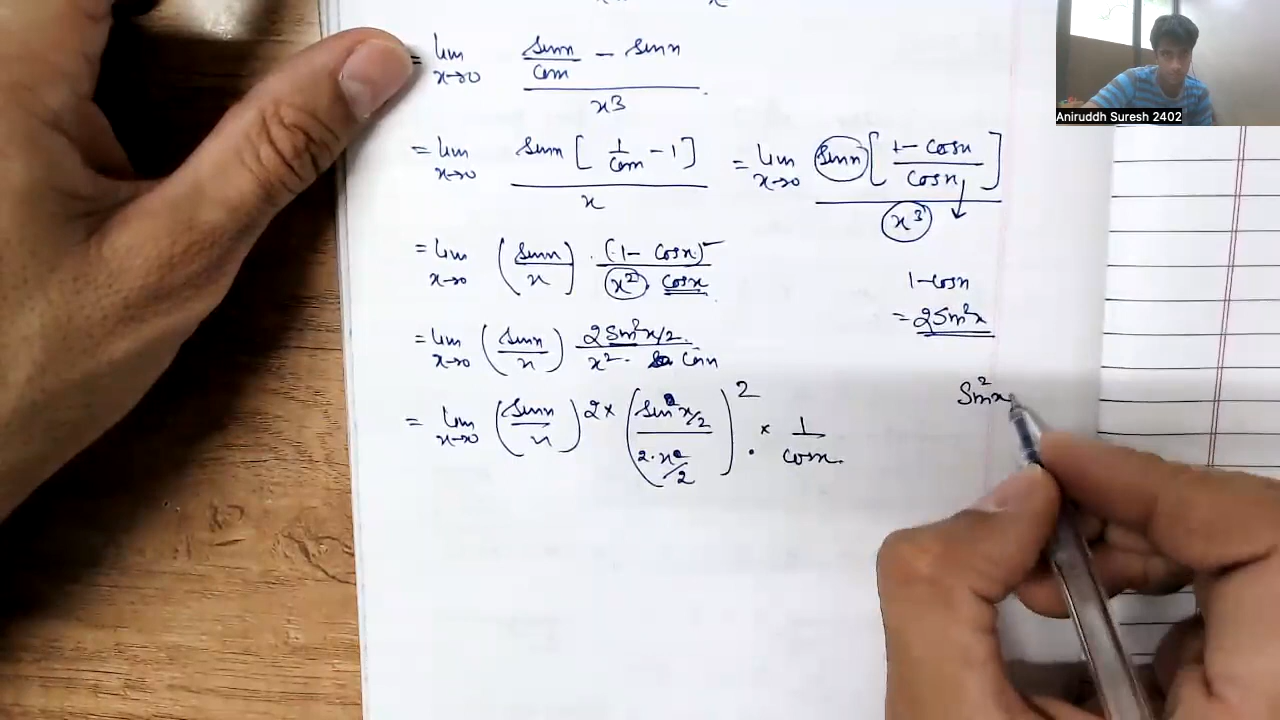 = lim x→0 (sinx/cosx − sinx)/x3.
= lim x→0 sinx [1/cosx − 1]/x = lim x→0 sinx [(1 − cosx)/cosx]/x3
= lim x→0 (sinx/x) . (1 − cosx)/(x2. cosx)
1−cosx
= 2sin2x
= lim x→0 (sinx/x) 2sin2x/2/(x2. cosx)
sin2x
= lim x→0 (sinx/x) 2 × (sin x/2/(2.x/2))2 . × 1/cosx.
Aniruddh Suresh 2402